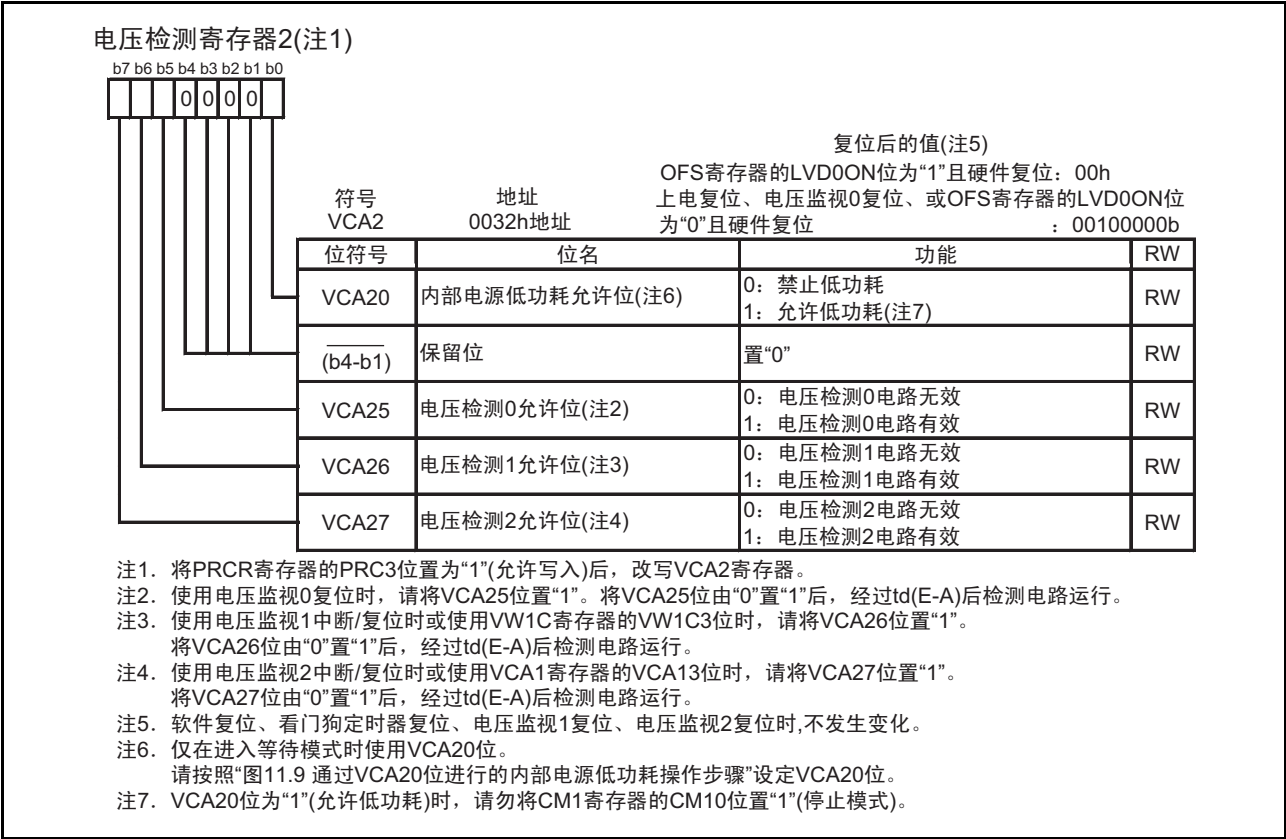 电压检测寄存器2(注1)
b7 b6 b5 b4 b3 b2 b1 b0
0 0 0 0
复位后的值(注5)
OFS寄存器的LVD0ON位为“1”且硬件复位：00h
符号 地址 上电复位、电压监视0复位、或OFS寄存器的LVD0ON位
VCA2 0032h地址 为“0”且硬件复位 ：00100000b
位符号 位名 功能 RW
VCA20 内部电源低功耗允许位(注6) 0：禁止低功耗
1：允许低功耗(注7) RW
(b4-b1) 保留位 置“0” RW
VCA25 电压检测0允许位(注2) 0：电压检测0电路无效
1：电压检测0电路有效 RW
VCA26 电压检测1允许位(注3) 0：电压检测1电路无效
1：电压检测1电路有效 RW
VCA27 电压检测2允许位(注4) 0：电压检测2电路无效
1：电压检测2电路有效 RW
注1．将PRCR寄存器的PRC3位置为“1”(允许写入)后，改写VCA2寄存器。
注2．使用电压监视0复位时，请将VCA25位置“1”。将VCA25位由“0”置“1”后，经过td(E-A)后检测电路运行。
注3．使用电压监视1中断/复位时或使用VW1C寄存器的VW1C3位时，请将VCA26位置“1”。
将VCA26位由“0”置“1”后，经过td(E-A)后检测电路运行。
注4．使用电压监视2中断/复位时或使用VCA1寄存器的VCA13位时，请将VCA27位置“1”。
将VCA27位由“0”置“1”后，经过td(E-A)后检测电路运行。
注5．软件复位、看门狗定时器复位、电压监视1复位、电压监视2复位时,不发生变化。
注6．仅在进入等待模式时使用VCA20位。
请按照“图11.9 通过VCA20位进行的内部电源低功耗操作步骤”设定VCA20位。
注7．VCA20位为“1”(允许低功耗)时，请勿将CM1寄存器的CM10位置“1”(停止模式)。